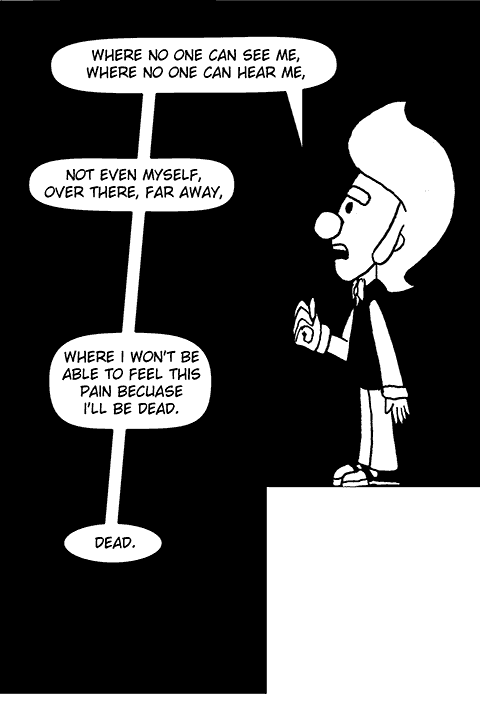 WHERE NO ONE CAN SEE ME,
WHERE NO ONE CAN HEAR ME,
NOT EVEN MYSELF,
OVER THERE, FAR AWAY,
WHERE I WON'T BE
ABLE TO FEEL THIS
PAIN BECUASE
I'LL BE DEAD.
DEAD.